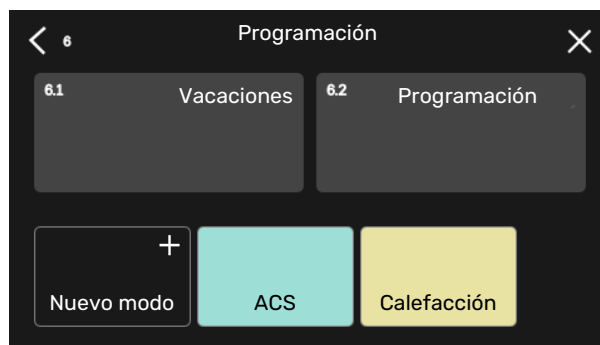 6 Programación
6.1 Vacaciones
6.2 Programación
Nuevo modo
ACS
Calefacción